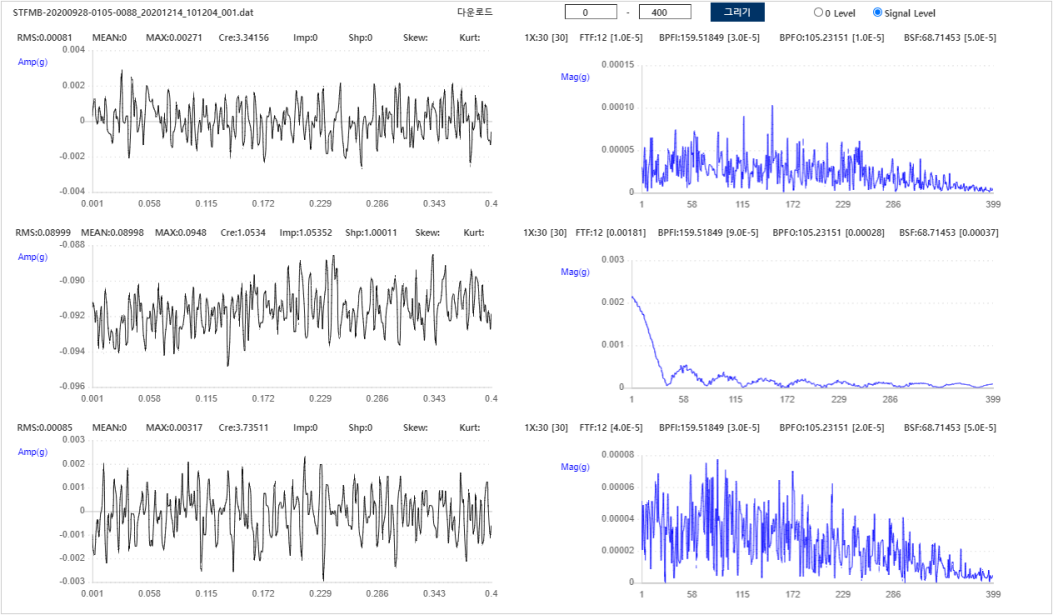 STFMB-20200928-0105-0088_20201214_101204_001.dat 다운로드 0 - 400 그리기 0 Level Signal Level
RMS:0.00081 MEAN:0 MAX:0.00271 Cre:3.34156 Imp:0 Shp:0 Skew: Kurt:
Amp(g)
0.004
0.002
0
-0.002
-0.004
0.001 0.058 0.115 0.172 0.229 0.286 0.343 0.4
1X:30 [30] FTF:12 [1.0E-5] BPFI:159.51849 [3.0E-5] BPFO:105.23151 [1.0E-5] BSF:68.71453 [5.0E-5]
Mag(g)
0.00015
0.00010
0.00005
0
1 58 115 172 229 286 399
RMS:0.08999 MEAN:0.08998 MAX:0.0948 Cre:1.0534 Imp:1.05352 Shp:1.00011 Skew: Kurt:
Amp(g)
-0.088
-0.090
-0.092
-0.094
-0.096
0.001 0.058 0.115 0.172 0.229 0.286 0.343 0.4
1X:30 [30] FTF:12 [0.00181] BPFI:159.51849 [9.0E-5] BPFO:105.23151 [0.00028] BSF:68.71453 [0.00037]
Mag(g)
0.003
0.002
0.001
0
1 58 115 172 229 286 399
RMS:0.00085 MEAN:0 MAX:0.00317 Cre:3.73511 Imp:0 Shp:0 Skew: Kurt:
Amp(g)
0.003
0.002
0.001
0
-0.001
-0.002
-0.003
0.001 0.058 0.115 0.172 0.229 0.286 0.343 0.4
1X:30 [30] FTF:12 [4.0E-5] BPFI:159.51849 [3.0E-5] BPFO:105.23151 [2.0E-5] BSF:68.71453 [5.0E-5]
Mag(g)
0.00008
0.00006
0.00004
0.00002
0
1 58 115 172 229 286 399